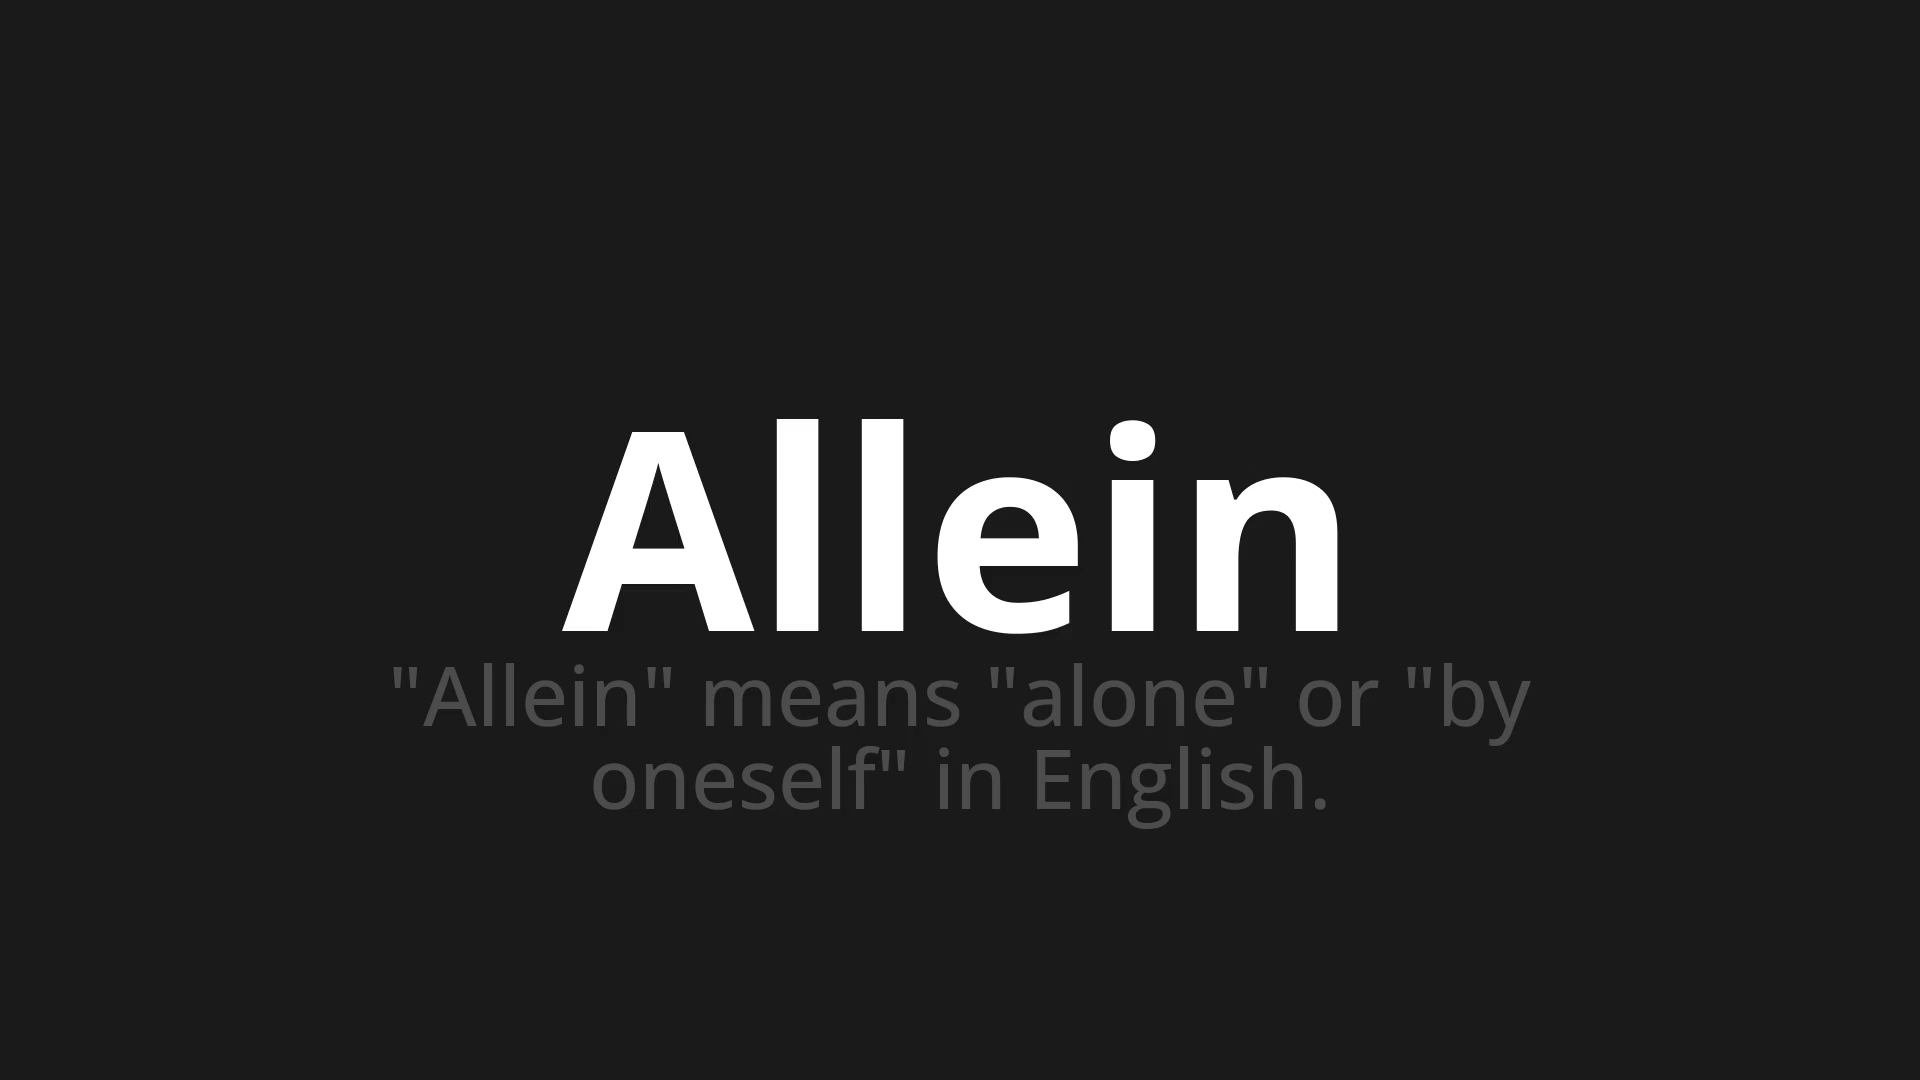 Allein
"Allein" means "alone" or "by
oneself" in English.